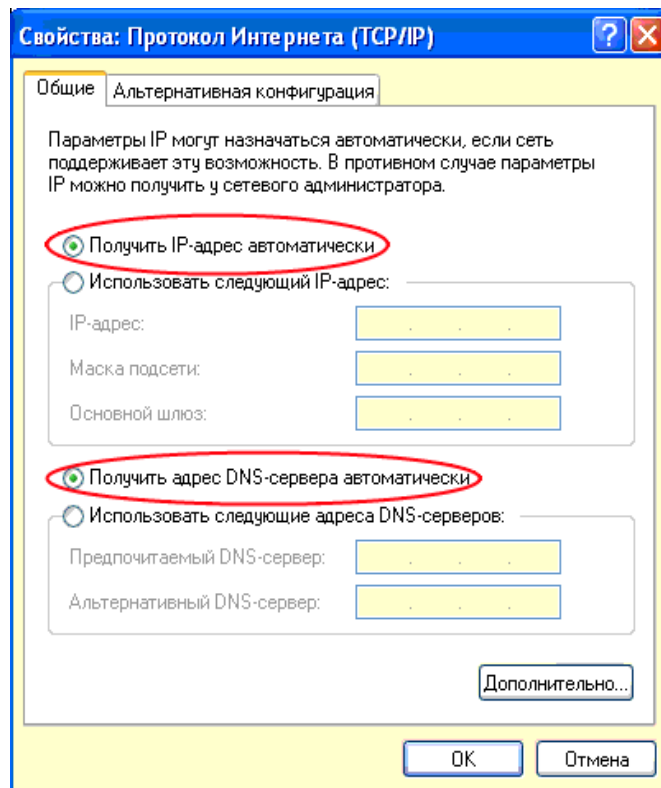 Свойства: Протокол Интернета (TCP/IP)
Общие
Альтернативная конфигурация
Параметры IP могут назначаться автоматически, если сеть
поддерживает эту возможность. В противном случае параметры
IP можно получить у сетевого администратора.
Получить IP-адрес автоматически
Использовать следующий IP-адрес:
IP-адрес:
Маска подсети:
Основной шлюз:
Получить адрес DNS-сервера автоматически
Использовать следующие адреса DNS-серверов:
Предпочитаемый DNS-сервер:
Альтернативный DNS-сервер:
Дополнительно...
OK
Отмена